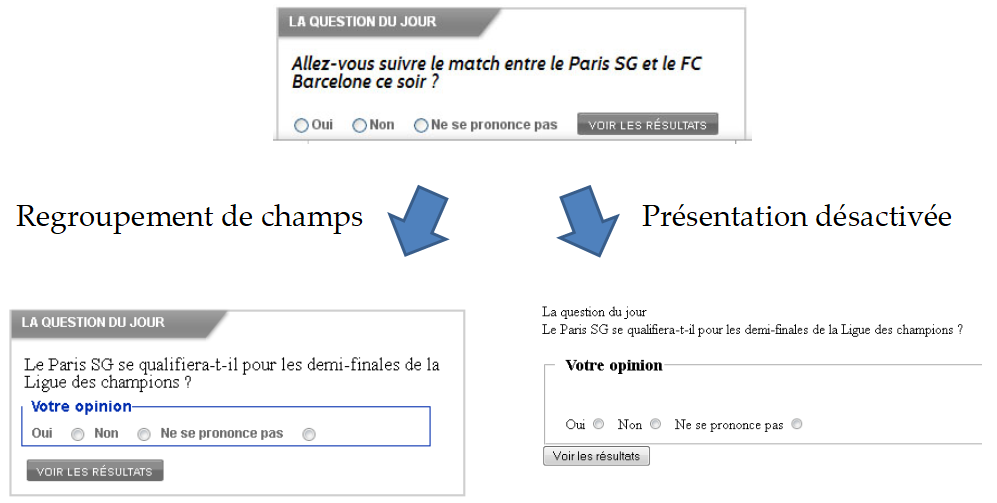 LA QUESTION DU JOUR
Allez-vous suivre le match entre le Paris SG et le FC
Barcelone ce soir ?
Oui Non Ne se prononce pas VOIR LES RÉSULTATS
Regroupement de champs
Présentation désactivée
LA QUESTION DU JOUR
Le Paris SG se qualifiera-t-il pour les demi-finales de la
Ligue des champions ?
Votre opinion
Oui Non Ne se prononce pas
VOIR LES RÉSULTATS
La question du jour
Le Paris SG se qualifiera-t-il pour les demi-finales de la Ligue des champions ?
Votre opinion
Oui Non Ne se prononce pas
Voir les résultats